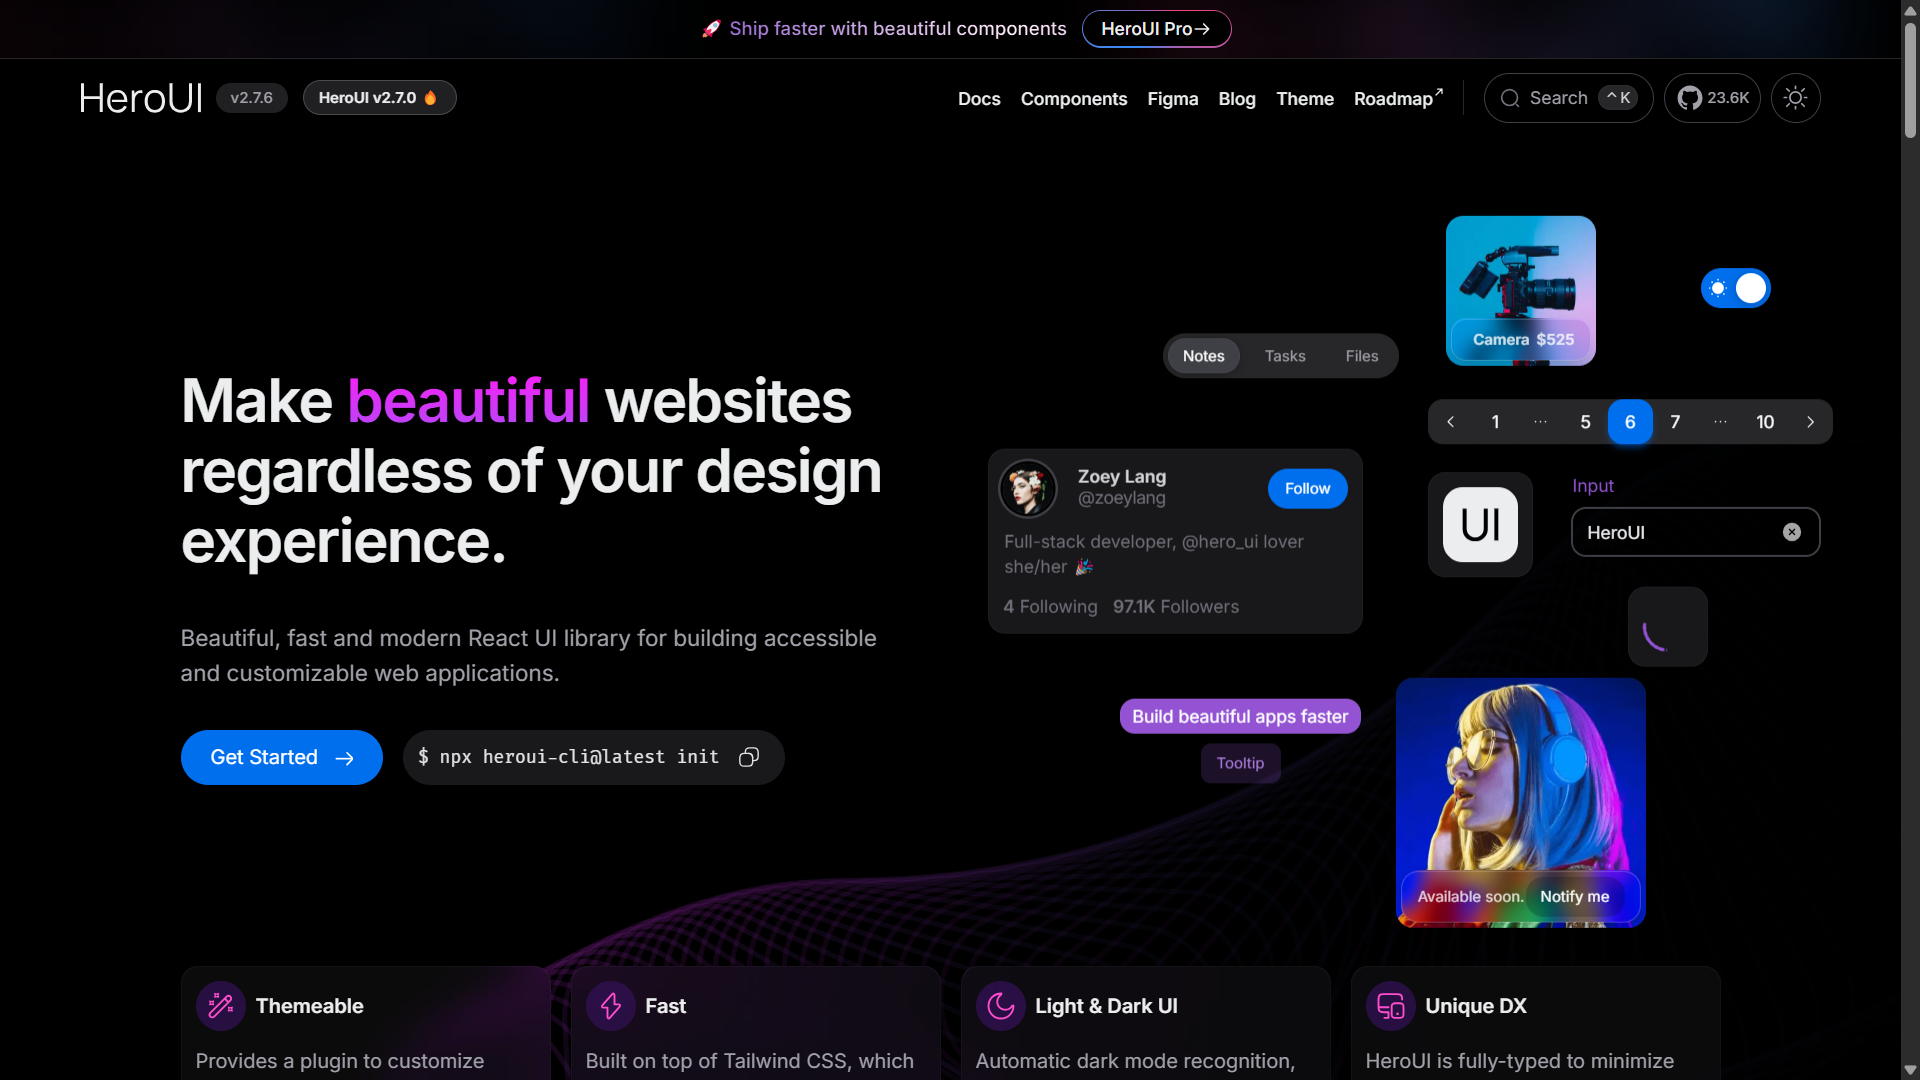 🚀 Ship faster with beautiful components HeroUI Pro→
HeroUI v2.7.6 HeroUI v2.7.0 🔥 Docs Components Figma Blog Theme Roadmap Search ⌃K 23.6K
Camera $525
Notes Tasks Files
Make beautiful websites
regardless of your design
experience.
1 ... 5 6 7 ... 10
Zoey Lang
@zoeylang
Follow
Full-stack developer, @hero_ui lover
she/her 🎉
4 Following 97.1K Followers
UI
Input
HeroUI
Beautiful, fast and modern React UI library for building accessible
and customizable web applications.
Get Started →
$ npx heroui-cli@latest init
Build beautiful apps faster
Tooltip
Available soon. Notify me
Themeable
Provides a plugin to customize
Fast
Built on top of Tailwind CSS, which
Light & Dark UI
Automatic dark mode recognition,
Unique DX
HeroUI is fully-typed to minimize